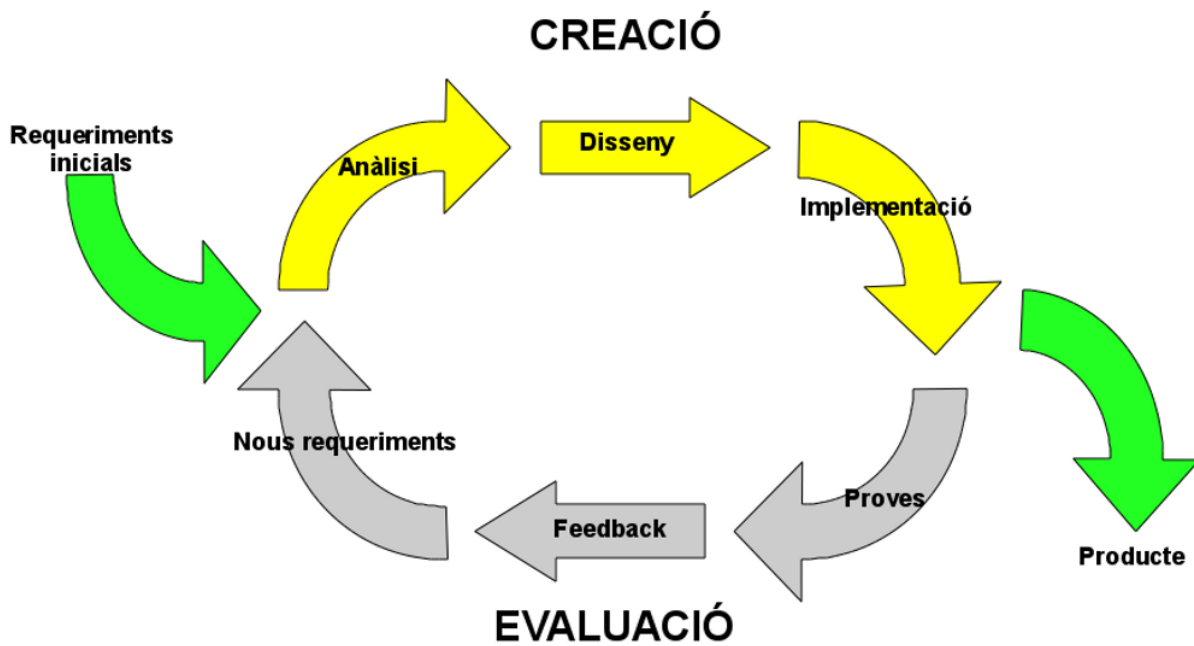 CREACIÓ
Requeriments
inicials
Anàlisi
Disseny
Implementació
Nous requeriments
Feedback
Proves
Producte
EVALUACIÓ